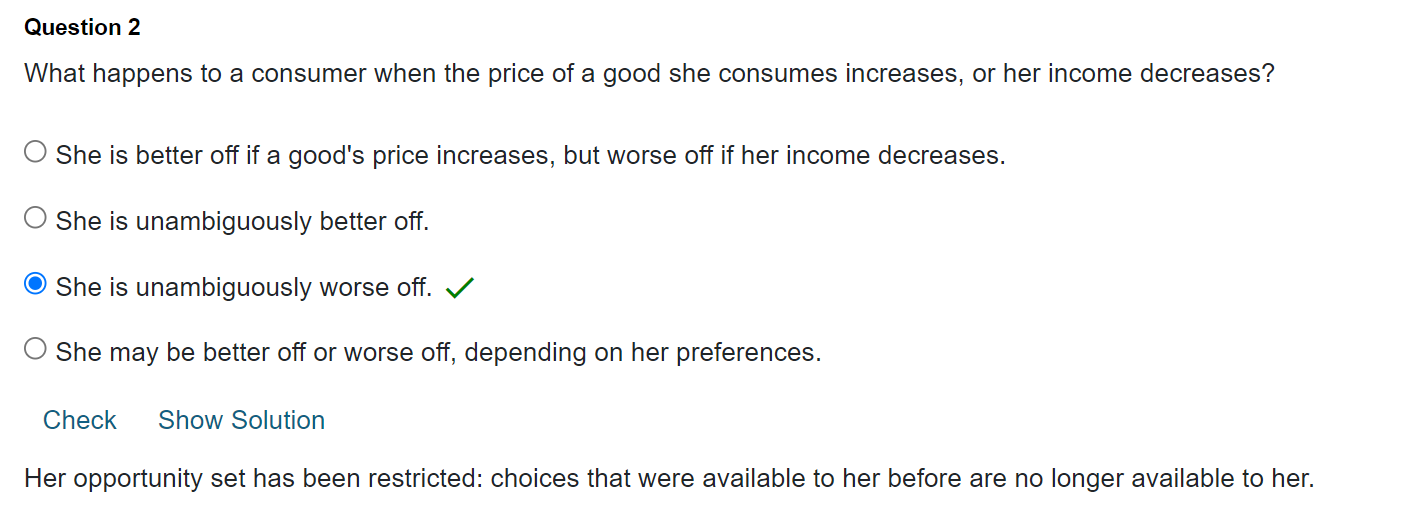 Question 2
What happens to a consumer when the price of a good she consumes increases, or her income decreases?
She is better off if a good's price increases, but worse off if her income decreases.
She is unambiguously better off.
She is unambiguously worse off.
She may be better off or worse off, depending on her preferences.
Check Show Solution
Her opportunity set has been restricted: choices that were available to her before are no longer available to her.